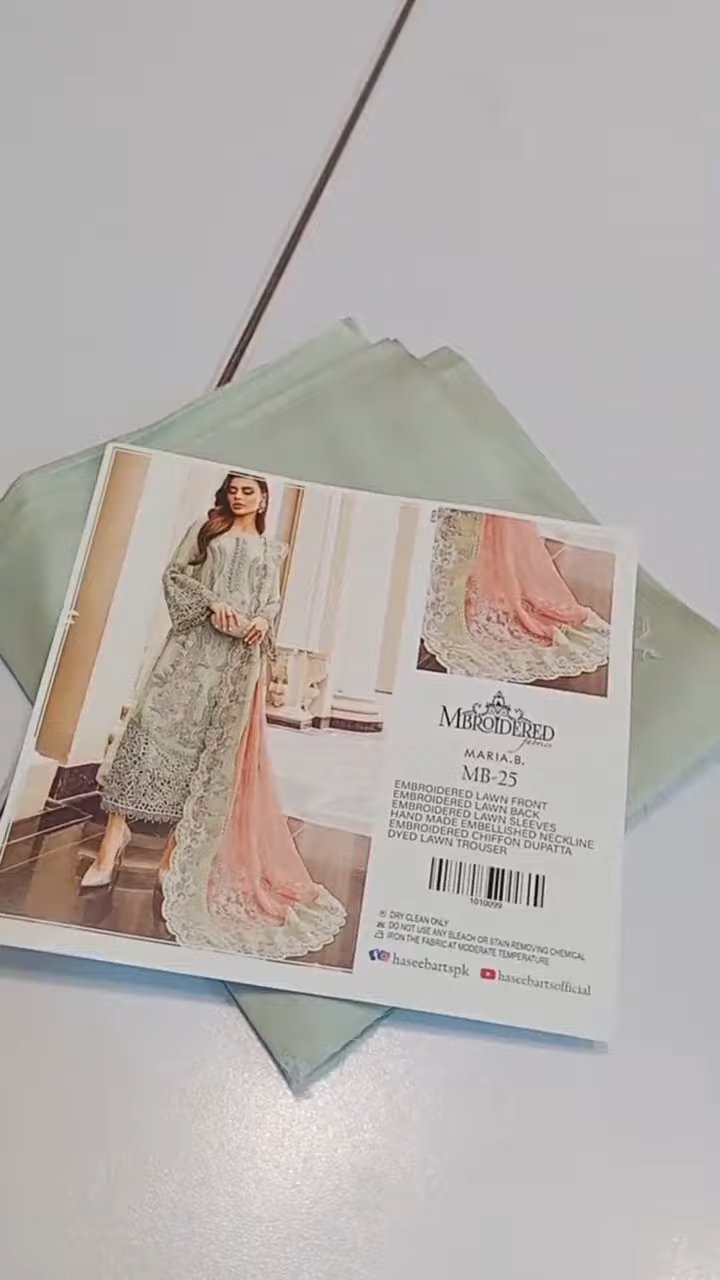 MBROIDERED
fabrics
MARIA.B.
MB-25
EMBROIDERED LAWN FRONT
EMBROIDERED LAWN BACK
EMBROIDERED LAWN SLEEVES
HAND MADE EMBELLISHED NECKLINE
EMBROIDERED CHIFFON DUPATTA
DYED LAWN TROUSER
1010099
DRY CLEAN ONLY
DO NOT USE ANY BLEACH OR STAIN REMOVING CHEMICAL
IRON THE FABRIC AT MODERATE TEMPERATURE
haseebartspk haseebartsofficial